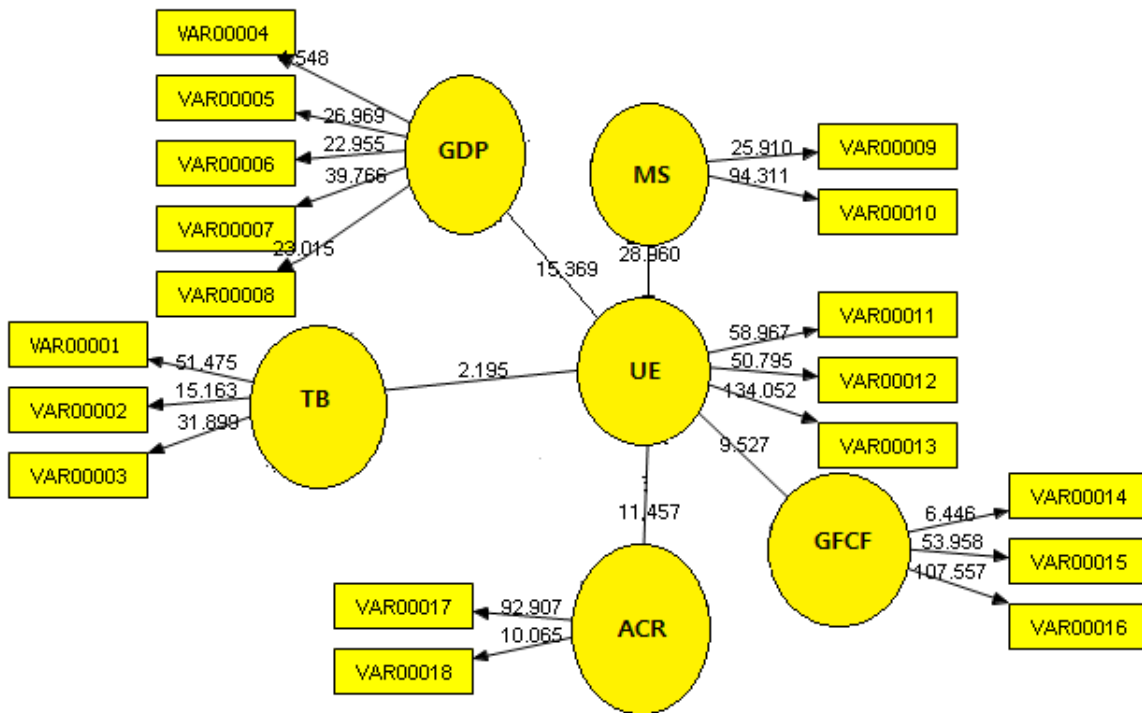 VAR00004
VAR00005
26.969
GDP
22.955
VAR00006
39.766
VAR00007
23.015
VAR00008
MS
25.910
VAR00009
94.311
VAR00010
28.960
15.369
VAR00001
51.475
VAR00002
15.163
VAR00003
31.899
TB
2.195
UE
58.967
VAR00011
50.795
VAR00012
134.052
VAR00013
9.527
11.457
GFCF
6.446
VAR00014
53.958
VAR00015
107.557
VAR00016
VAR00017
92.907
VAR00018
10.065
ACR